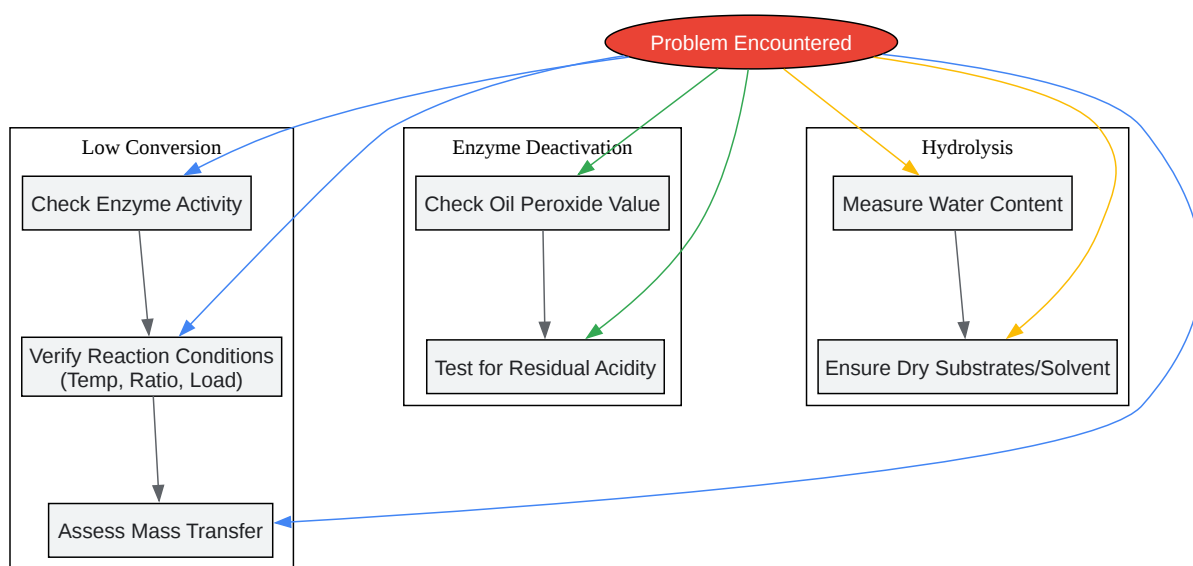 Problem Encountered
Low Conversion
Check Enzyme Activity
Verify Reaction Conditions
(Temp, Ratio, Load)
Assess Mass Transfer
Enzyme Deactivation
Check Oil Peroxide Value
Test for Residual Acidity
Hydrolysis
Measure Water Content
Ensure Dry Substrates/Solvent